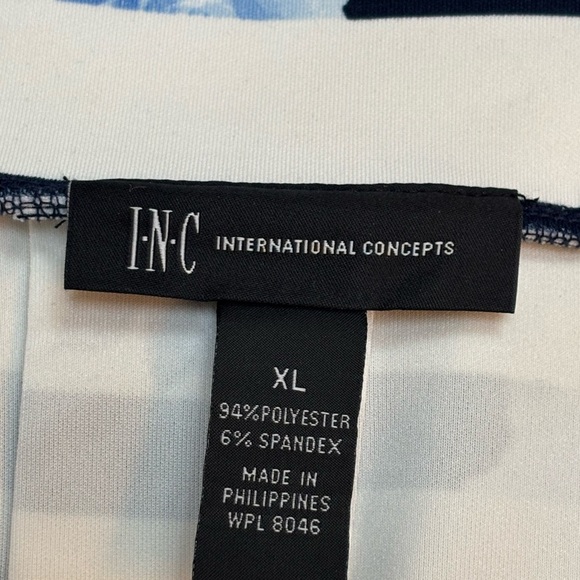 I·N·C INTERNATIONAL CONCEPTS
XL
94%POLYESTER
6% SPANDEX
MADE IN
PHILIPPINES
WPL 8046